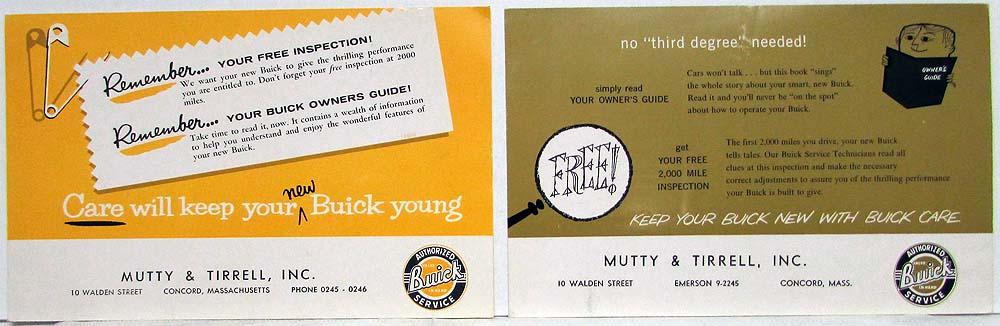 Remember... YOUR FREE INSPECTION!
We want your new Buick to give the thrilling performance
you are entitled to. Don't forget your free inspection at 2000
miles.
Remember... YOUR BUICK OWNERS GUIDE!
Take time to read it, now. It contains a wealth of information
to help you understand and enjoy the wonderful features of
your new Buick.
new
Care will keep your Buick young
MUTTY & TIRRELL, INC.
10 WALDEN STREET CONCORD, MASSACHUSETTS PHONE 0245 - 0246
AUTHORIZED
Buick
SERVICE
no "third degree" needed!
OWNER'S
GUIDE
simply read
YOUR OWNER'S GUIDE
Cars won't talk . . . but this book "sings"
the whole story about your smart, new Buick.
Read it and you'll never be "on the spot"
about how to operate your Buick.
FREE!
get
YOUR FREE
2,000 MILE
INSPECTION
The first 2,000 miles you drive, your new Buick
tells tales. Our Buick Service Technicians read all
clues at this inspection and make the necessary
correct adjustments to assure you of the thrilling performance
your Buick is built to give.
KEEP YOUR BUICK NEW WITH BUICK CARE.
MUTTY & TIRRELL, INC.
10 WALDEN STREET EMERSON 9-2245 CONCORD, MASS.
AUTHORIZED
Buick
SERVICE